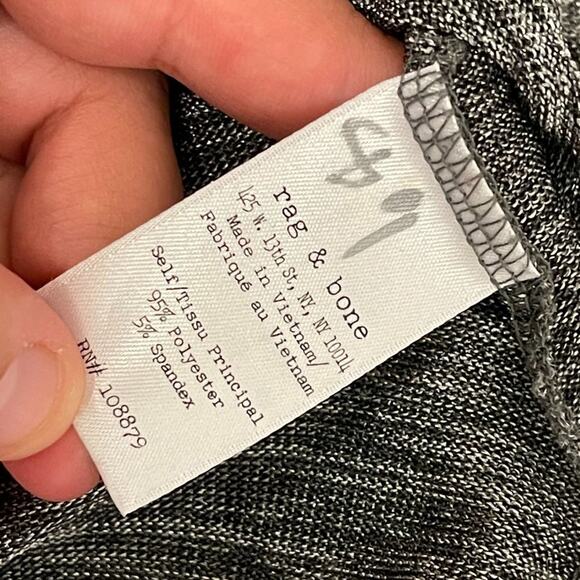 rag & bone
425 W. 13th St, NY, NY 10014
Made in Vietnam/
Fabriqué au Vietnam
Self/Tissu Principal
95% Polyester
5% Spandex
RN# 108879